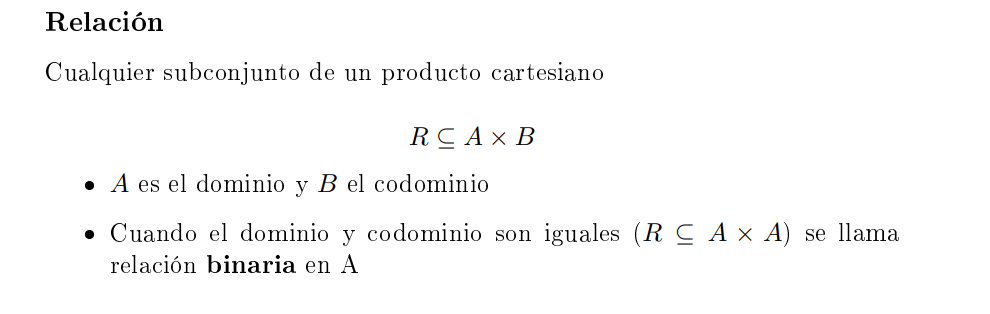 Relación
Cualquier subconjunto de un producto cartesiano
R ⊆ A × B
• A es el dominio y B el codominio
• Cuando el dominio y codominio son iguales (R ⊆ A × A) se llama
relación binaria en A